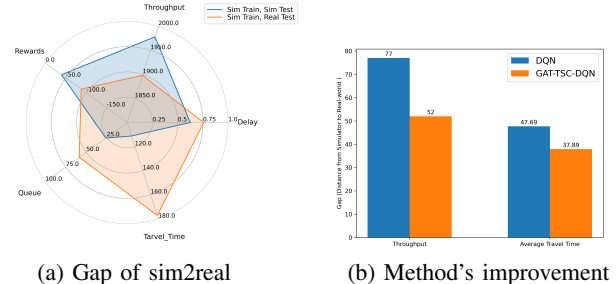 Throughput
2000.0
Sim Train, Sim Test
Sim Train, Real Test
1950.0
Rewards
0.0
-50.0
1900.0
-100.0
1850.0
-150.0
0.25
0.5
0.75
1.0
Delay
25.0
120.0
50.0
140.0
75.0
160.0
100.0
Queue
180.0
Tarvel_Time
(a) Gap of sim2real
Gap (Distance from Simulator to Real-world )
80
70
60
50
40
30
20
10
0
77
52
47.69
37.89
DQN
GAT-TSC-DQN
Throughput
Average Travel Time
(b) Method's improvement